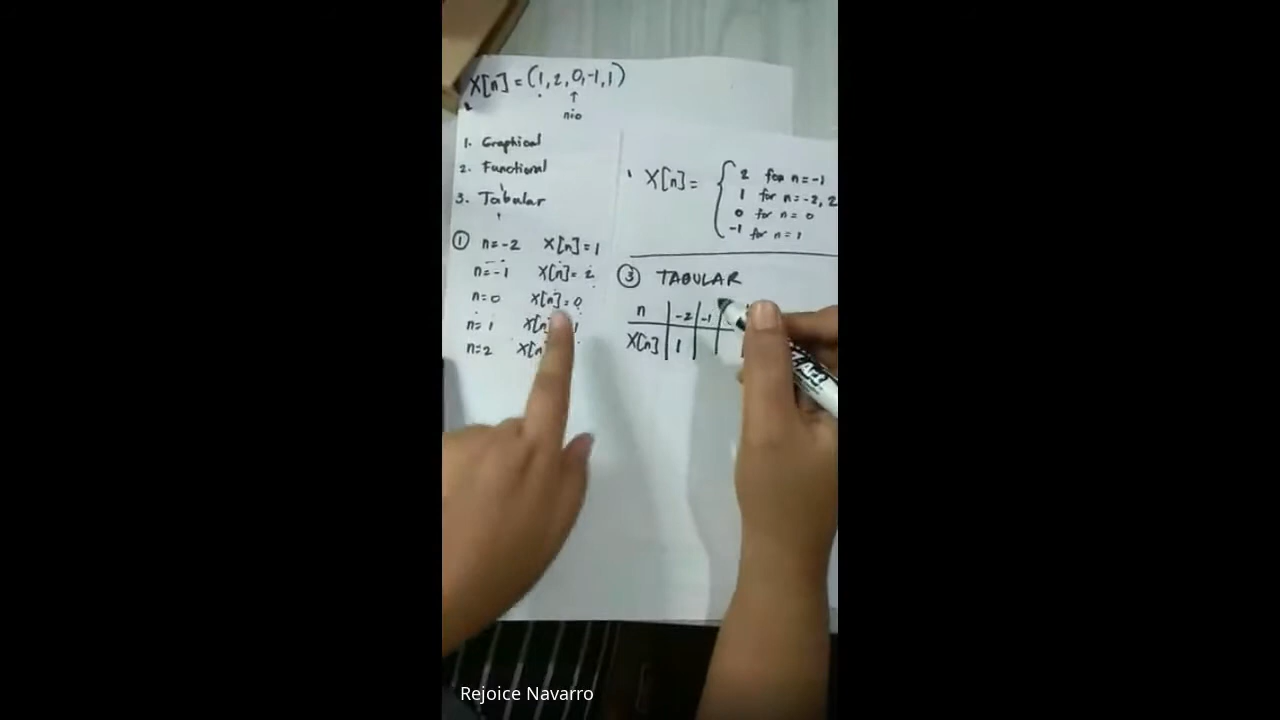 X[n] = (1, 2, 0, -1, 1)
↑
n=0
1. Graphical
2. Functional
3. Tabular
① n=-2 X[n]=1
n=-1 X[n]=2
n=0 X[n]=0
n=1 X[n 1
n=2 X[n
X[n]= { 2 for n=-1
1 for n=-2, 2
0 for n=0
-1 for n=1
③ TABULAR
n | -2 | -1 |
X[n] | 1 |
Rejoice Navarro